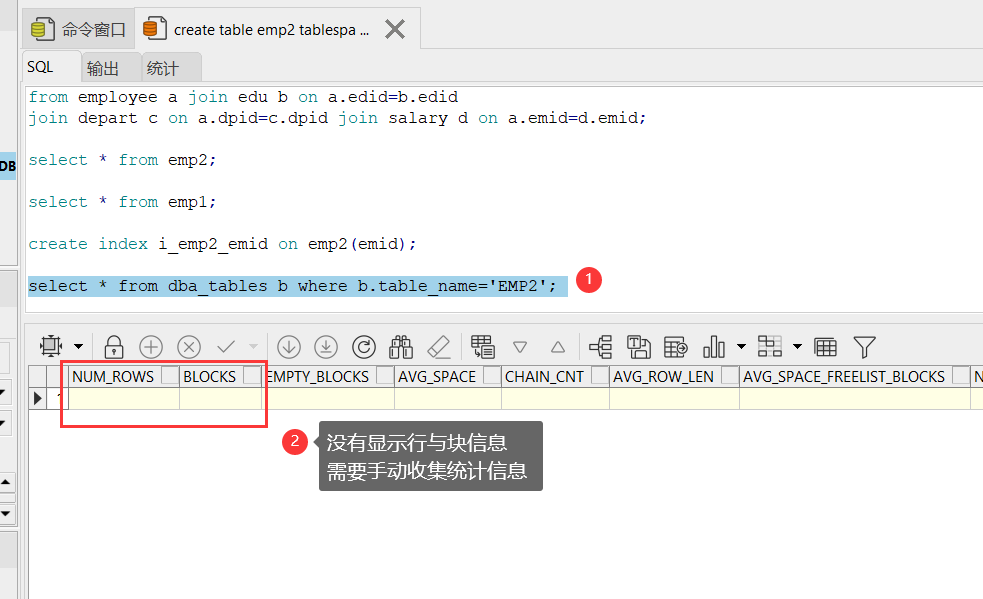 命令窗口
create table emp2 tablespa ...
SQL
输出
统计
from employee a join edu b on a.edid=b.edid
join depart c on a.dpid=c.dpid join salary d on a.emid=d.emid;
DB
select * from emp2;
select * from emp1;
create index i_emp2_emid on emp2(emid);
select * from dba_tables b where b.table_name='EMP2';
1
NUM_ROWS BLOCKS EMPTY_BLOCKS AVG_SPACE CHAIN_CNT AVG_ROW_LEN AVG_SPACE_FREELIST_BLOCKS N
2
没有显示行与块信息
需要手动收集统计信息